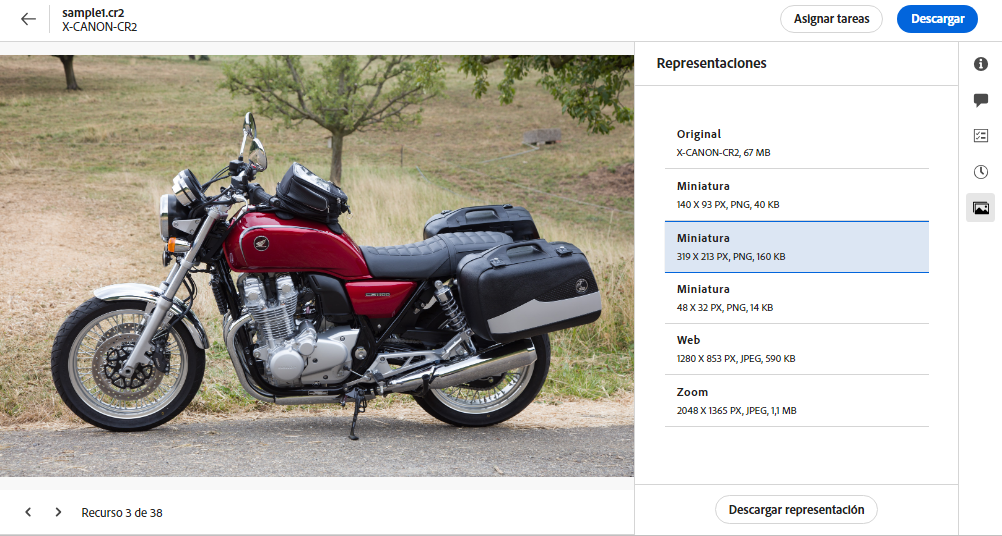 sample1.cr2
X-CANON-CR2
Asignar tareas
Descargar
Representaciones
Original
X-CANON-CR2, 67 MB
Miniatura
140 X 93 PX, PNG, 40 KB
Miniatura
319 X 213 PX, PNG, 160 KB
Miniatura
48 X 32 PX, PNG, 14 KB
Web
1280 X 853 PX, JPEG, 590 KB
Zoom
2048 X 1365 PX, JPEG, 1,1 MB
Recurso 3 de 38
Descargar representación